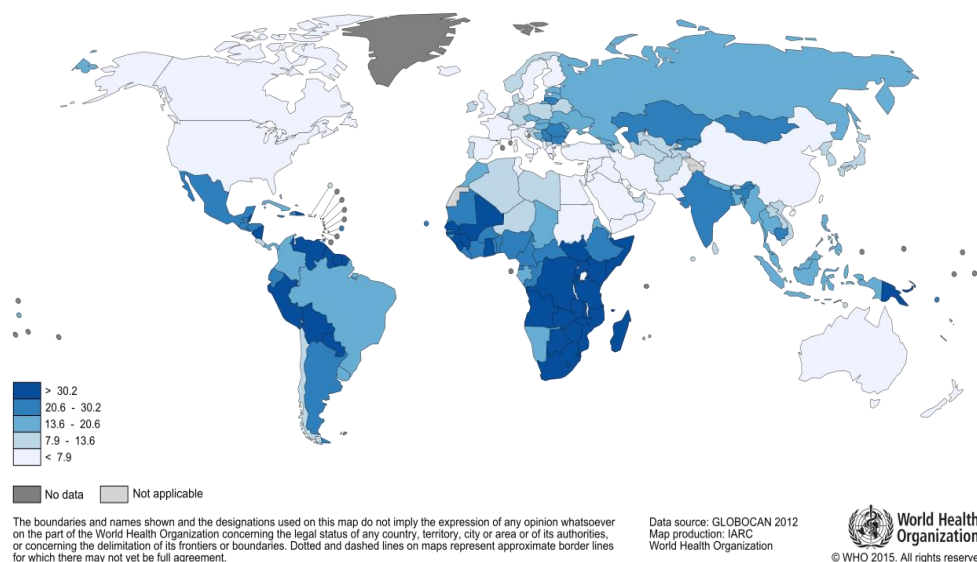 > 30.2
20.6 - 30.2
13.6 - 20.6
7.9 - 13.6
< 7.9
No data
Not applicable
The boundaries and names shown and the designations used on this map do not imply the expression of any opinion whatsoever
on the part of the World Health Organization concerning the legal status of any country, territory, city or area or of its authorities,
or concerning the delimitation of its frontiers or boundaries. Dotted and dashed lines on maps represent approximate border lines
for which there may not yet be full agreement.
Data source: GLOBOCAN 2012
Map production: IARC
World Health Organization
World Health
Organization
© WHO 2015. All rights reserve